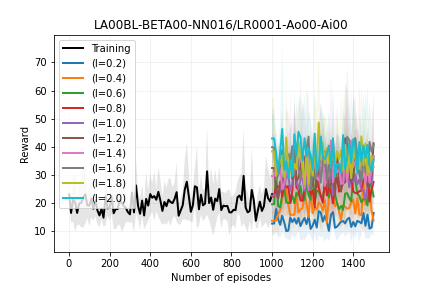 LA00BL-BETA00-NN016/LR0001-Ao00-Ai00
Training
(l=0.2)
(l=0.4)
(l=0.6)
(l=0.8)
(l=1.0)
(l=1.2)
(l=1.4)
(l=1.6)
(l=1.8)
(l=2.0)
Reward
70
60
50
40
30
20
10
0 200 400 600 800 1000 1200 1400
Number of episodes